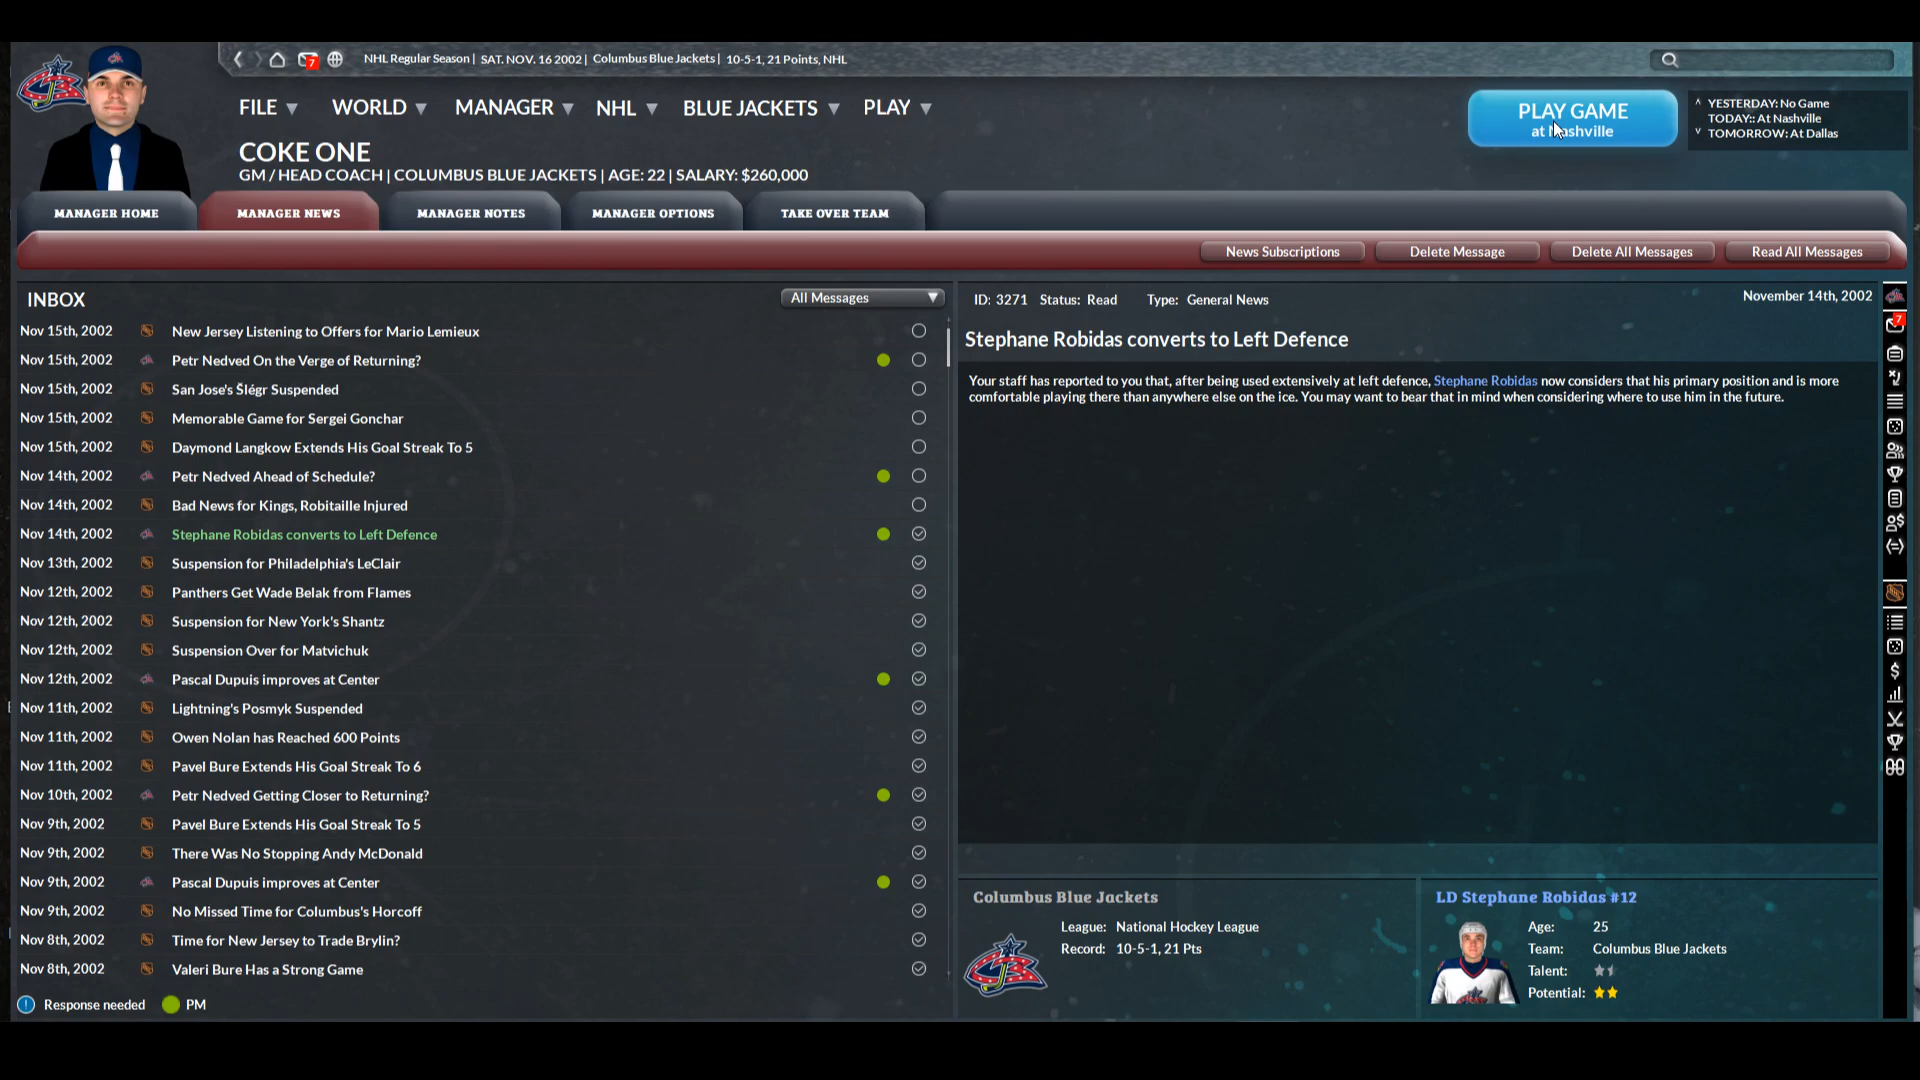 7 NHL Regular Season | SAT. NOV. 16 2002 | Columbus Blue Jackets | 10-5-1, 21 Points, NHL
FILE WORLD MANAGER NHL BLUE JACKETS PLAY
PLAY GAME
at Nashville
YESTERDAY: No Game
TODAY:: At Nashville
TOMORROW: At Dallas
COKE ONE
GM / HEAD COACH | COLUMBUS BLUE JACKETS | AGE: 22 | SALARY: $260,000
MANAGER HOME MANAGER NEWS MANAGER NOTES MANAGER OPTIONS TAKE OVER TEAM
News Subscriptions Delete Message Delete All Messages Read All Messages
INBOX All Messages
Nov 15th, 2002 New Jersey Listening to Offers for Mario Lemieux
Nov 15th, 2002 Petr Nedved On the Verge of Returning?
Nov 15th, 2002 San Jose's Šlégr Suspended
Nov 15th, 2002 Memorable Game for Sergei Gonchar
Nov 15th, 2002 Daymond Langkow Extends His Goal Streak To 5
Nov 14th, 2002 Petr Nedved Ahead of Schedule?
Nov 14th, 2002 Bad News for Kings, Robitaille Injured
Nov 14th, 2002 Stephane Robidas converts to Left Defence
Nov 13th, 2002 Suspension for Philadelphia's LeClair
Nov 12th, 2002 Panthers Get Wade Belak from Flames
Nov 12th, 2002 Suspension for New York's Shantz
Nov 12th, 2002 Suspension Over for Matvichuk
Nov 12th, 2002 Pascal Dupuis improves at Center
Nov 11th, 2002 Lightning's Posmyk Suspended
Nov 11th, 2002 Owen Nolan has Reached 600 Points
Nov 11th, 2002 Pavel Bure Extends His Goal Streak To 6
Nov 10th, 2002 Petr Nedved Getting Closer to Returning?
Nov 9th, 2002 Pavel Bure Extends His Goal Streak To 5
Nov 9th, 2002 There Was No Stopping Andy McDonald
Nov 9th, 2002 Pascal Dupuis improves at Center
Nov 9th, 2002 No Missed Time for Columbus's Horcoff
Nov 8th, 2002 Time for New Jersey to Trade Brylin?
Nov 8th, 2002 Valeri Bure Has a Strong Game
Response needed PM
ID: 3271 Status: Read Type: General News November 14th, 2002
Stephane Robidas converts to Left Defence
Your staff has reported to you that, after being used extensively at left defence, Stephane Robidas now considers that his primary position and is more
comfortable playing there than anywhere else on the ice. You may want to bear that in mind when considering where to use him in the future.
Columbus Blue Jackets
League: National Hockey League
Record: 10-5-1, 21 Pts
LD Stephane Robidas #12
Age: 25
Team: Columbus Blue Jackets
Talent:
Potential:
7